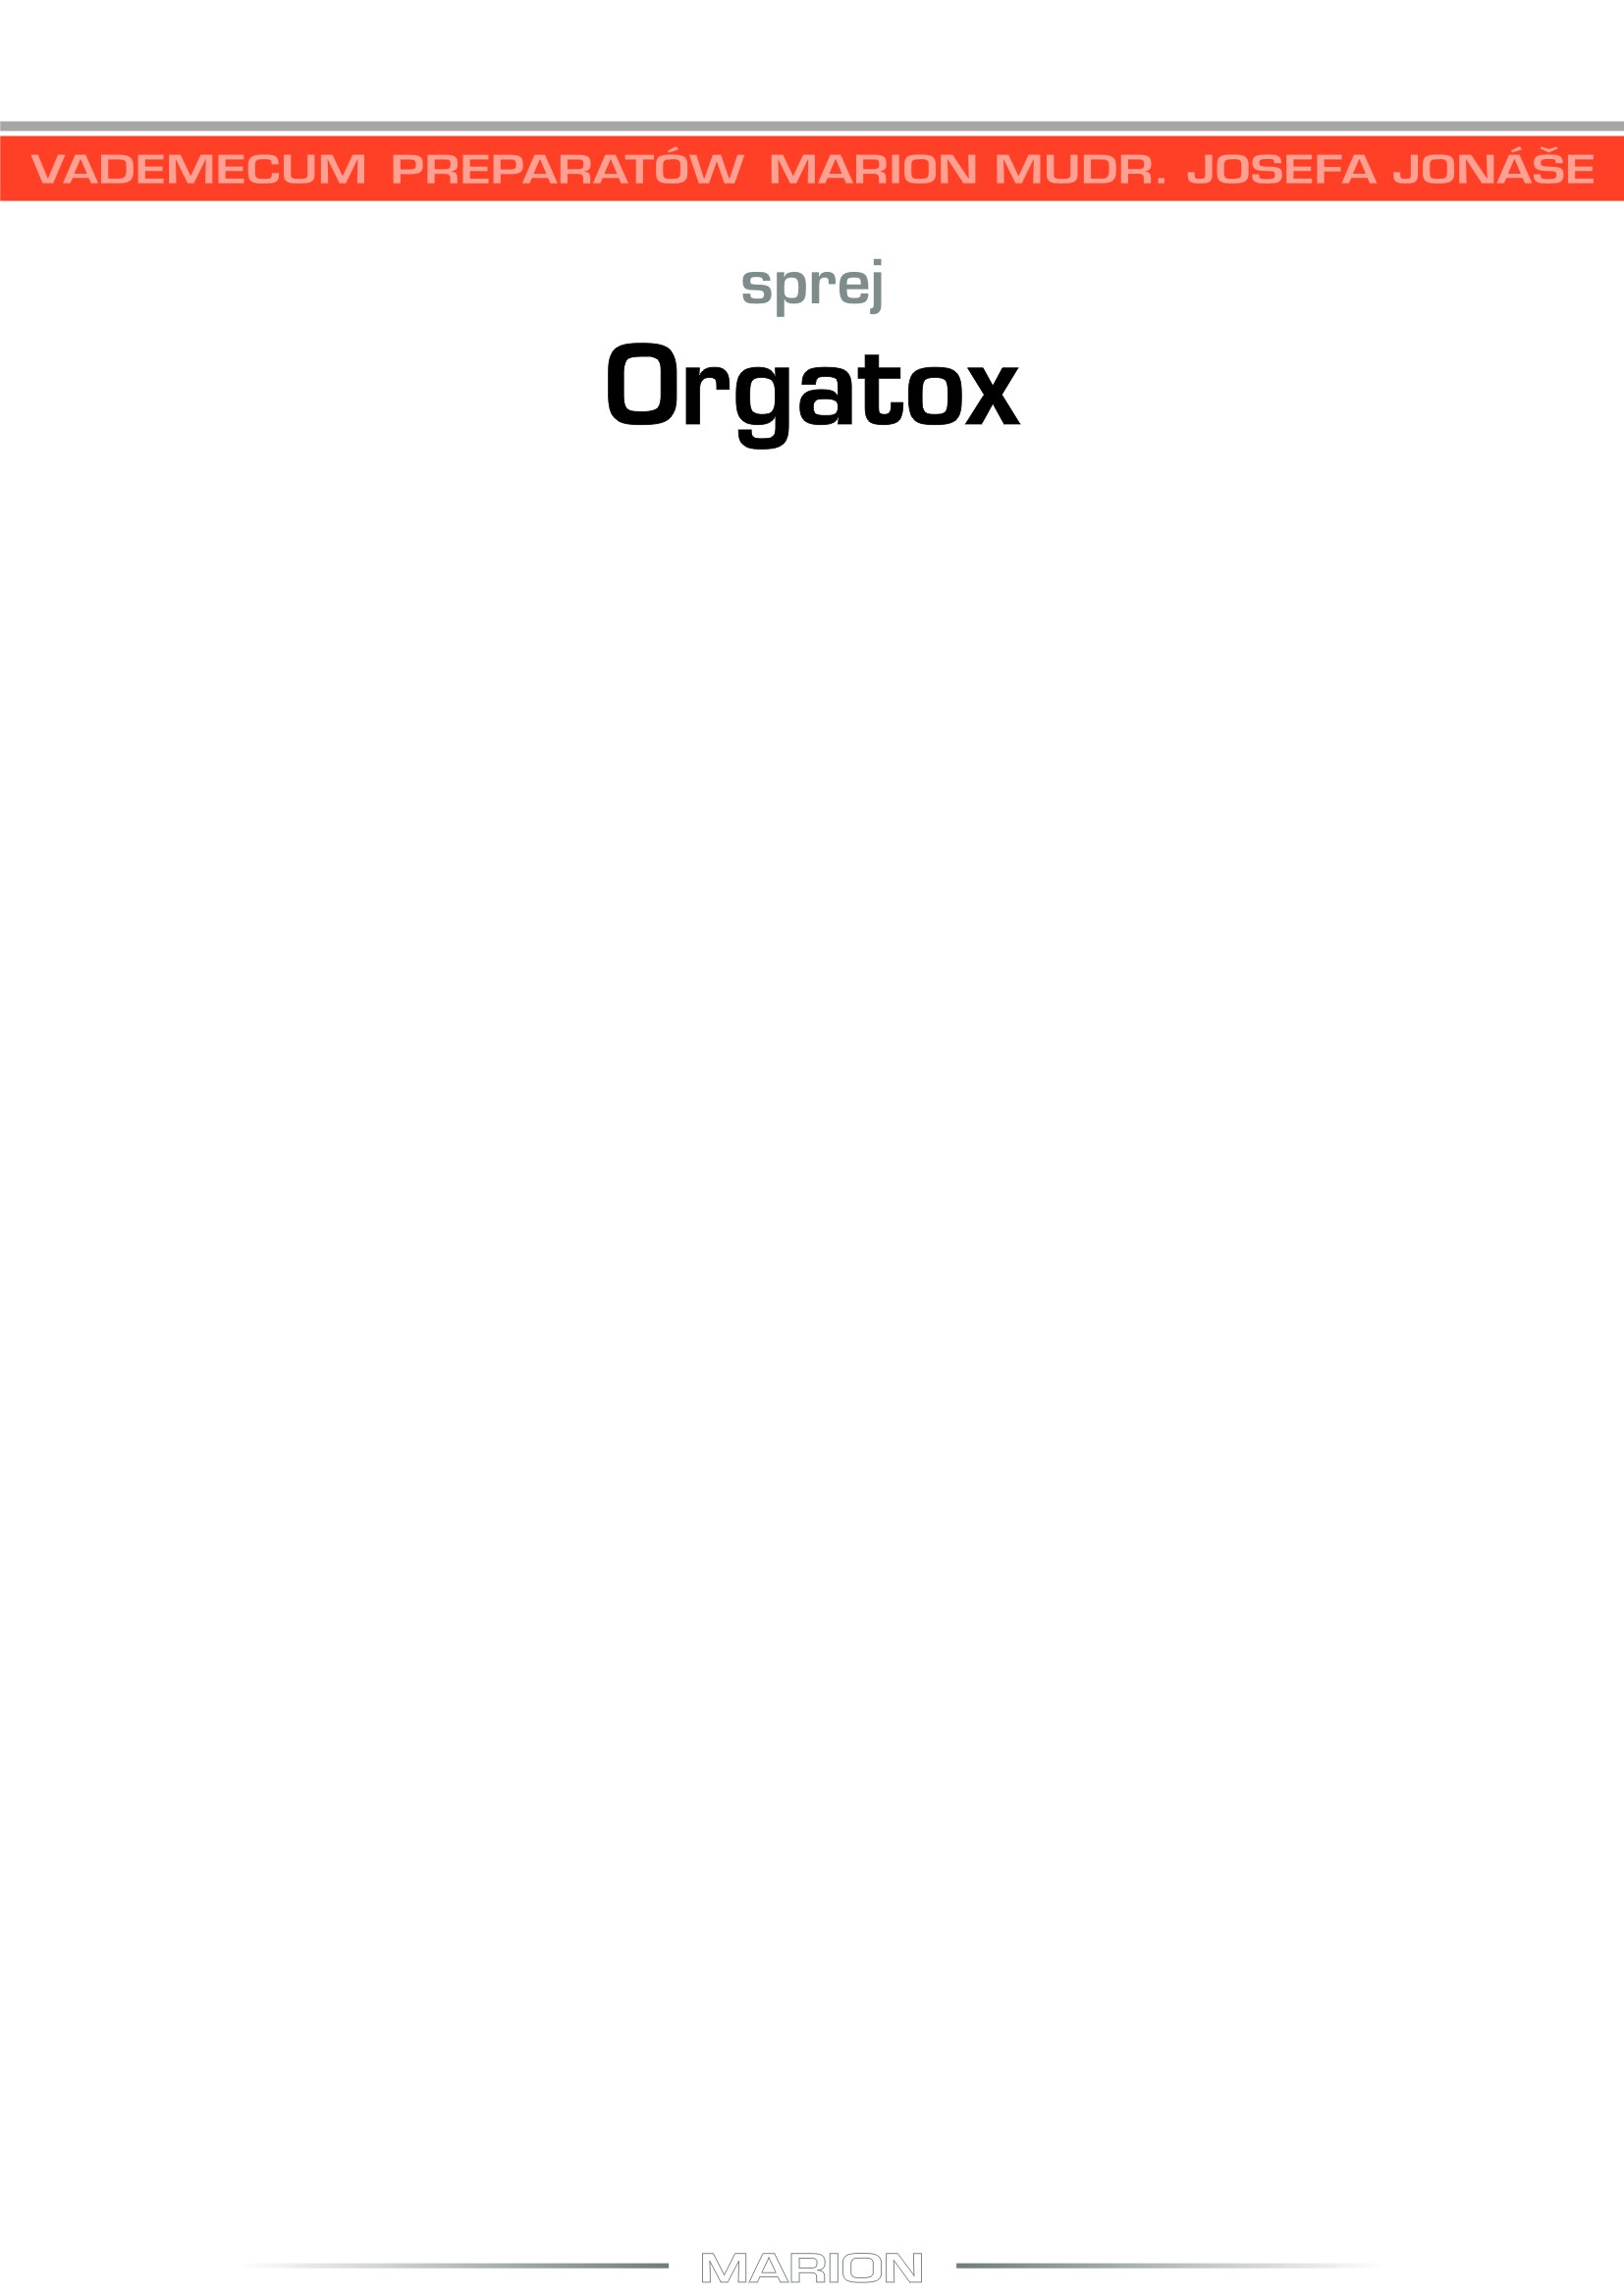 VADEMECUM PREPARATÓW MARION MUDR. JOSEFA JONÁŠE
sprej
Orgatox
MARION